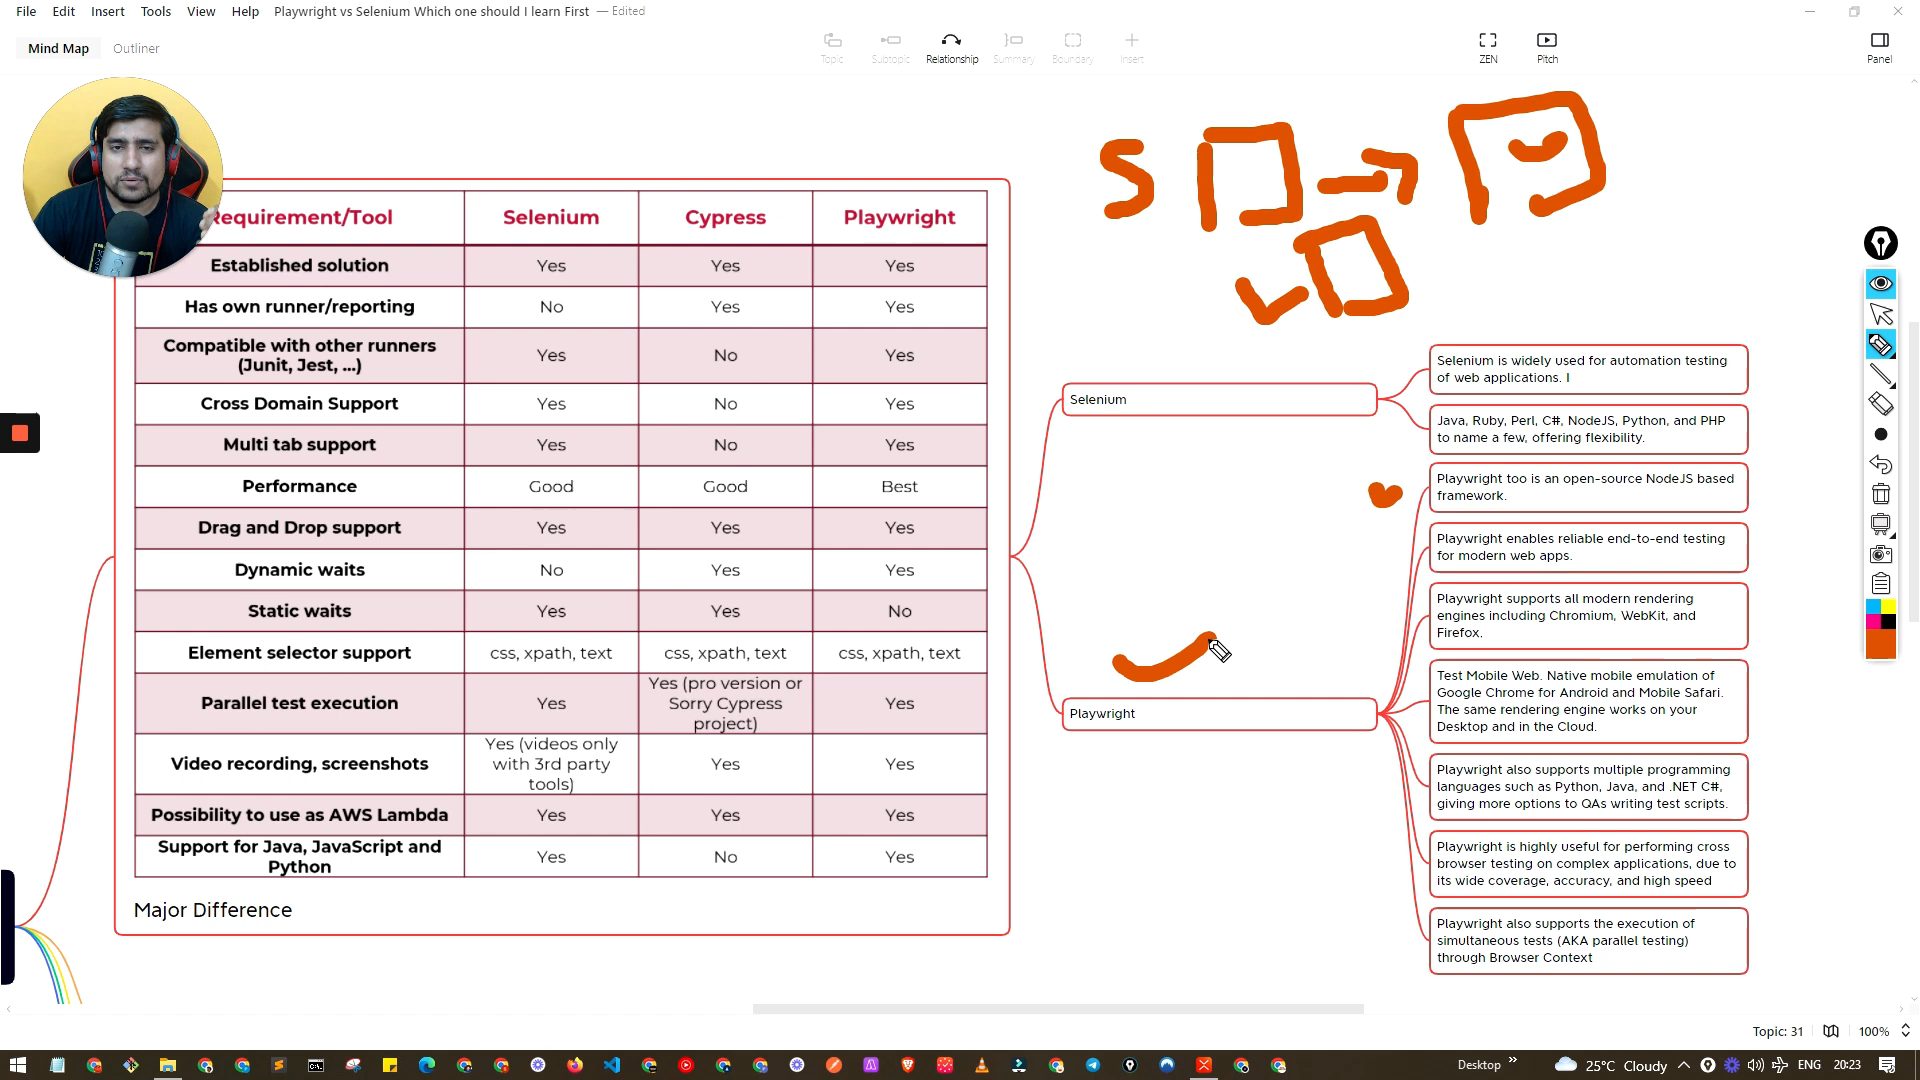 File Edit Insert Tools View Help Playwright vs Selenium Which one should I learn First — Edited
Mind Map Outliner
Topic Subtopic Relationship Summary Boundary Insert
ZEN Pitch Panel
S
Requirement/Tool Selenium Cypress Playwright
Established solution Yes Yes Yes
Has own runner/reporting No Yes Yes
Compatible with other runners
(Junit, Jest, ...) Yes No Yes
Cross Domain Support Yes No Yes
Multi tab support Yes No Yes
Performance Good Good Best
Drag and Drop support Yes Yes Yes
Dynamic waits No Yes Yes
Static waits Yes Yes No
Element selector support css, xpath, text css, xpath, text css, xpath, text
Parallel test execution Yes Yes (pro version or
Sorry Cypress
project) Yes
Video recording, screenshots Yes (videos only
with 3rd party
tools) Yes Yes
Possibility to use as AWS Lambda Yes Yes Yes
Support for Java, JavaScript and
Python Yes No Yes
Major Difference
Selenium
Selenium is widely used for automation testing
of web applications. I
Java, Ruby, Perl, C#, NodeJS, Python, and PHP
to name a few, offering flexibility.
Playwright
Playwright too is an open-source NodeJS based
framework.
Playwright enables reliable end-to-end testing
for modern web apps.
Playwright supports all modern rendering
engines including Chromium, WebKit, and
Firefox.
Test Mobile Web. Native mobile emulation of
Google Chrome for Android and Mobile Safari.
The same rendering engine works on your
Desktop and in the Cloud.
Playwright also supports multiple programming
languages such as Python, Java, and .NET C#,
giving more options to QAs writing test scripts.
Playwright is highly useful for performing cross
browser testing on complex applications, due to
its wide coverage, accuracy, and high speed
Playwright also supports the execution of
simultaneous tests (AKA parallel testing)
through Browser Context
Topic: 31 100%
Desktop 25°C Cloudy ENG 20:23